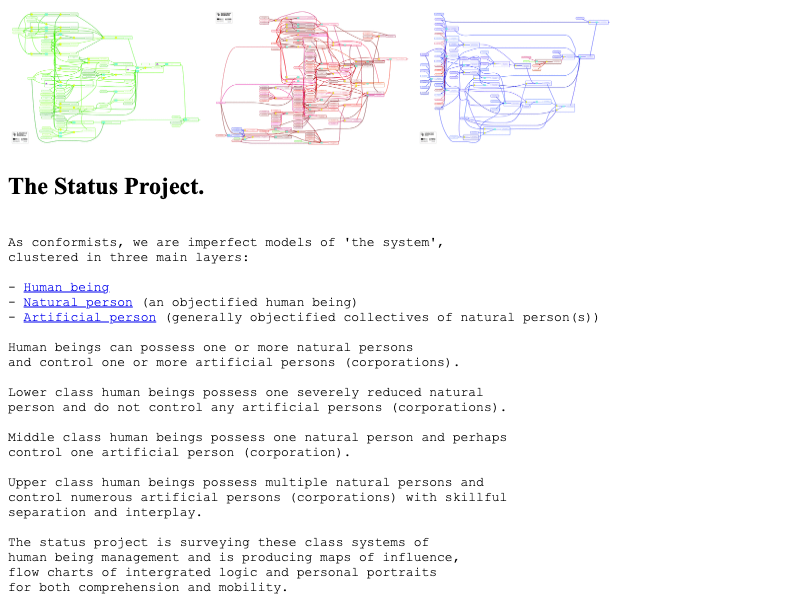 The Status Project.
As conformists, we are imperfect models of 'the system',
clustered in three main layers:
- Human being
- Natural person (an objectified human being)
- Artificial person (generally objectified collectives of natural person(s))
Human beings can possess one or more natural persons
and control one or more artificial persons (corporations).
Lower class human beings possess one severely reduced natural
person and do not control any artificial persons (corporations).
Middle class human beings possess one natural person and perhaps
control one artificial person (corporation).
Upper class human beings possess multiple natural persons and
control numerous artificial persons (corporations) with skillful
separation and interplay.
The status project is surveying these class systems of
human being management and is producing maps of influence,
flow charts of intergrated logic and personal portraits
for both comprehension and mobility.